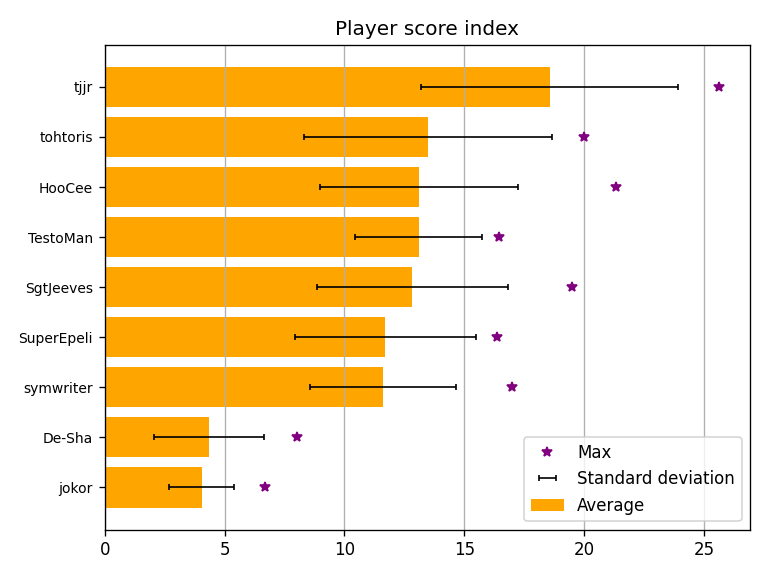 Player score index
tjjr
tohtoris
HooCee
TestoMan
SgtJeeves
SuperEpeli
symwriter
De-Sha
jokor
Max
Standard deviation
Average
0 5 10 15 20 25